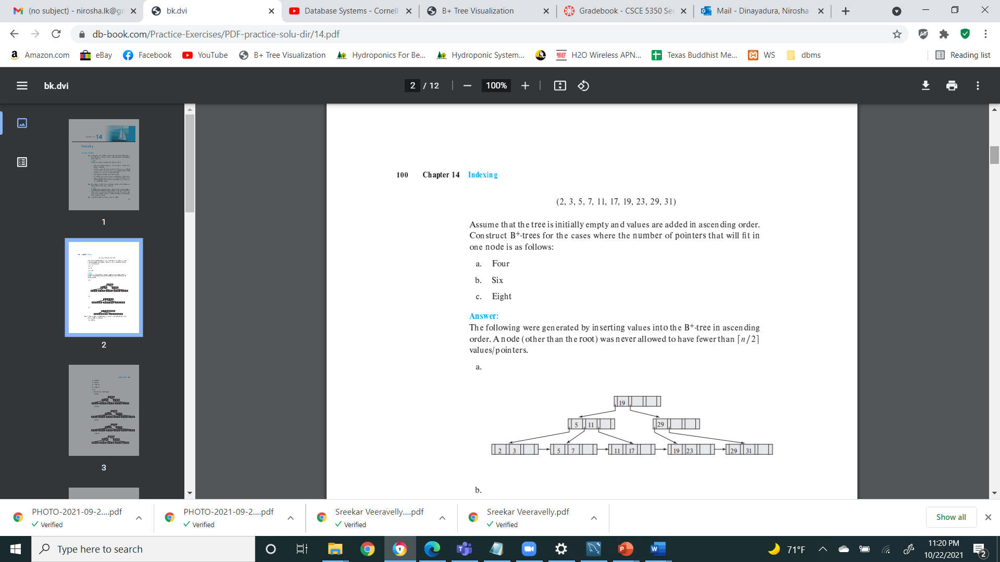 (no subject) - nirosha.lk@gm
bk.dvi
Database Systems - Cornell
B+ Tree Visualization
Gradebook - CSCE 5350 Sec
Mail - Dinayadura, Nirosha
db-book.com/Practice-Exercises/PDF-practice-solu-dir/14.pdf
Amazon.com
eBay
Facebook
YouTube
B+ Tree Visualization
Hydroponics For Be...
Hydroponic System...
H2O Wireless APN...
Texas Buddhist Me...
WS
dbms
Reading list
bk.dvi
2 / 12
100%
14
Indexing
1
2
3
100 Chapter 14 Indexing
(2, 3, 5, 7, 11, 17, 19, 23, 29, 31)
Assume that the tree is initially empty and values are added in ascending order.
Construct B+-trees for the cases where the number of pointers that will fit in
one node is as follows:
a. Four
b. Six
c. Eight
Answer:
The following were generated by inserting values into the B+-tree in ascending
order. A node (other than the root) was never allowed to have fewer than ⌈n/2⌉
values/pointers.
a.
19
5 11
29
2 3
5 7
11 17
19 23
29 31
b.
PHOTO-2021-09-2....pdf
Verified
PHOTO-2021-09-2....pdf
Verified
Sreekar Veeravelly....pdf
Verified
Sreekar Veeravelly.pdf
Verified
Show all
Type here to search
71°F
11:20 PM
10/22/2021
2